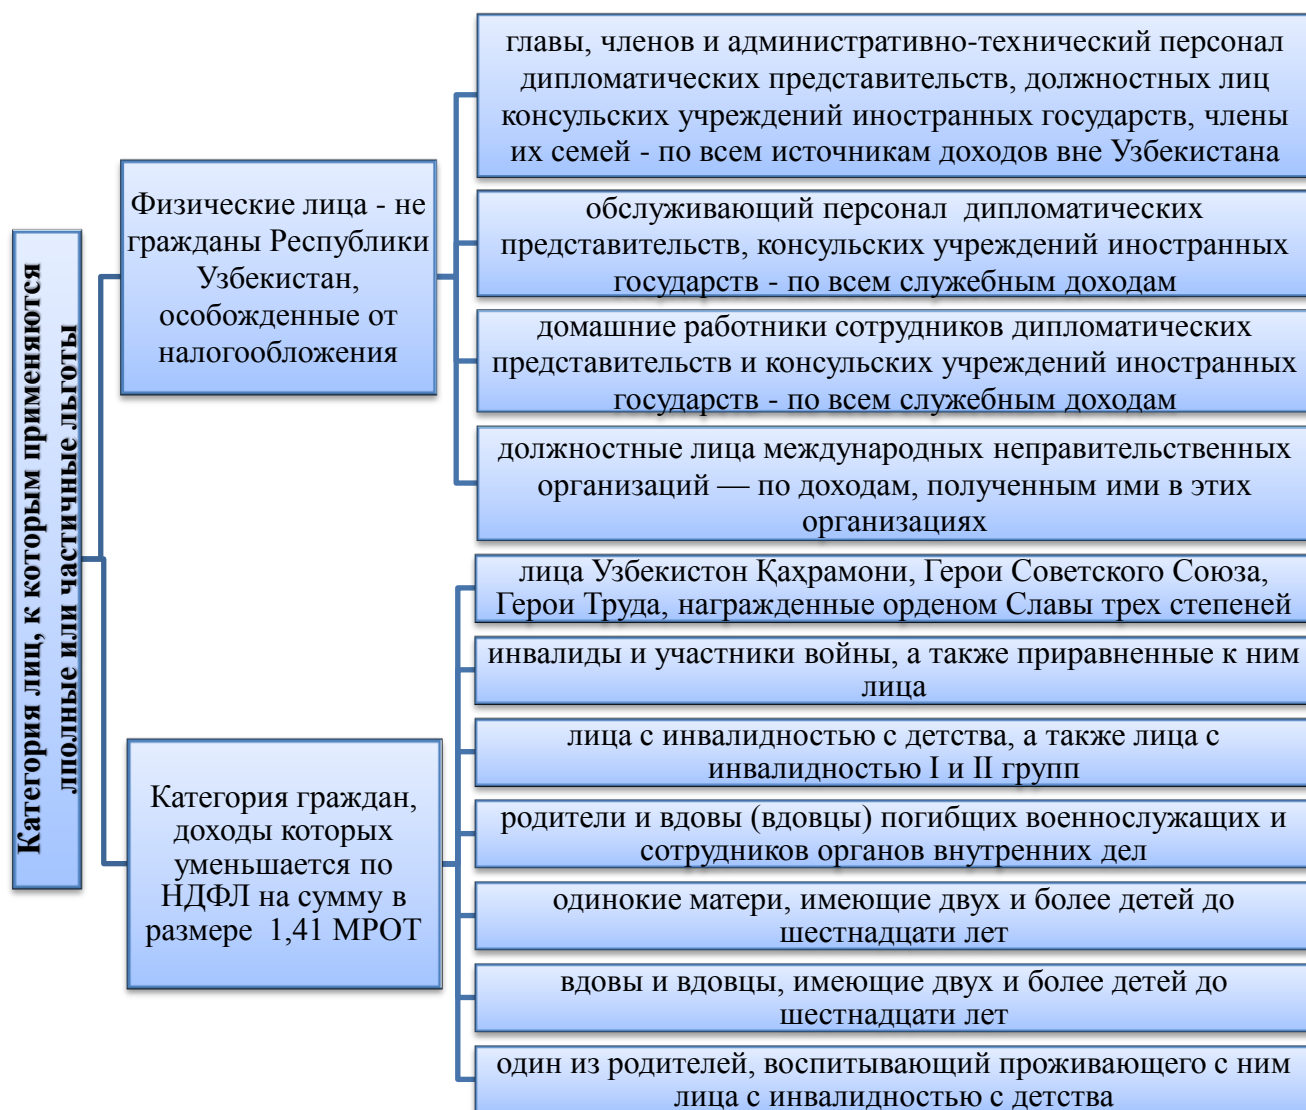 Категория лиц, к которым применяются
лполные или частичные льготы
Физические лица - не
гражданы Республики
Узбекистан,
особожденные от
налогообложения
главы, членов и административно-технический персонал
дипломатических представительств, должностных лиц
консульских учреждений иностранных государств, члены
их семей - по всем источникам доходов вне Узбекистана
обслуживающий персонал дипломатических
представительств, консульских учреждений иностранных
государств - по всем служебным доходам
домашние работники сотрудников дипломатических
представительств и консульских учреждений иностранных
государств - по всем служебным доходам
должностные лица международных неправительственных
организаций — по доходам, полученным ими в этих
организациях
Категория граждан,
доходы которых
уменьшается по
НДФЛ на сумму в
размере 1,41 МРОТ
лица Узбекистон Қаҳрамони, Герои Советского Союза,
Герои Труда, награжденные орденом Славы трех степеней
инвалиды и участники войны, а также приравненные к ним
лица
лица с инвалидностью с детства, а также лица с
инвалидностью I и II групп
родители и вдовы (вдовцы) погибщих военнослужащих и
сотрудников органов внутренних дел
одинокие матери, имеющие двух и более детей до
шестнадцати лет
вдовы и вдовцы, имеющие двух и более детей до
шестнадцати лет
один из родителей, воспитывающий проживающего с ним
лица с инвалидностью с детства